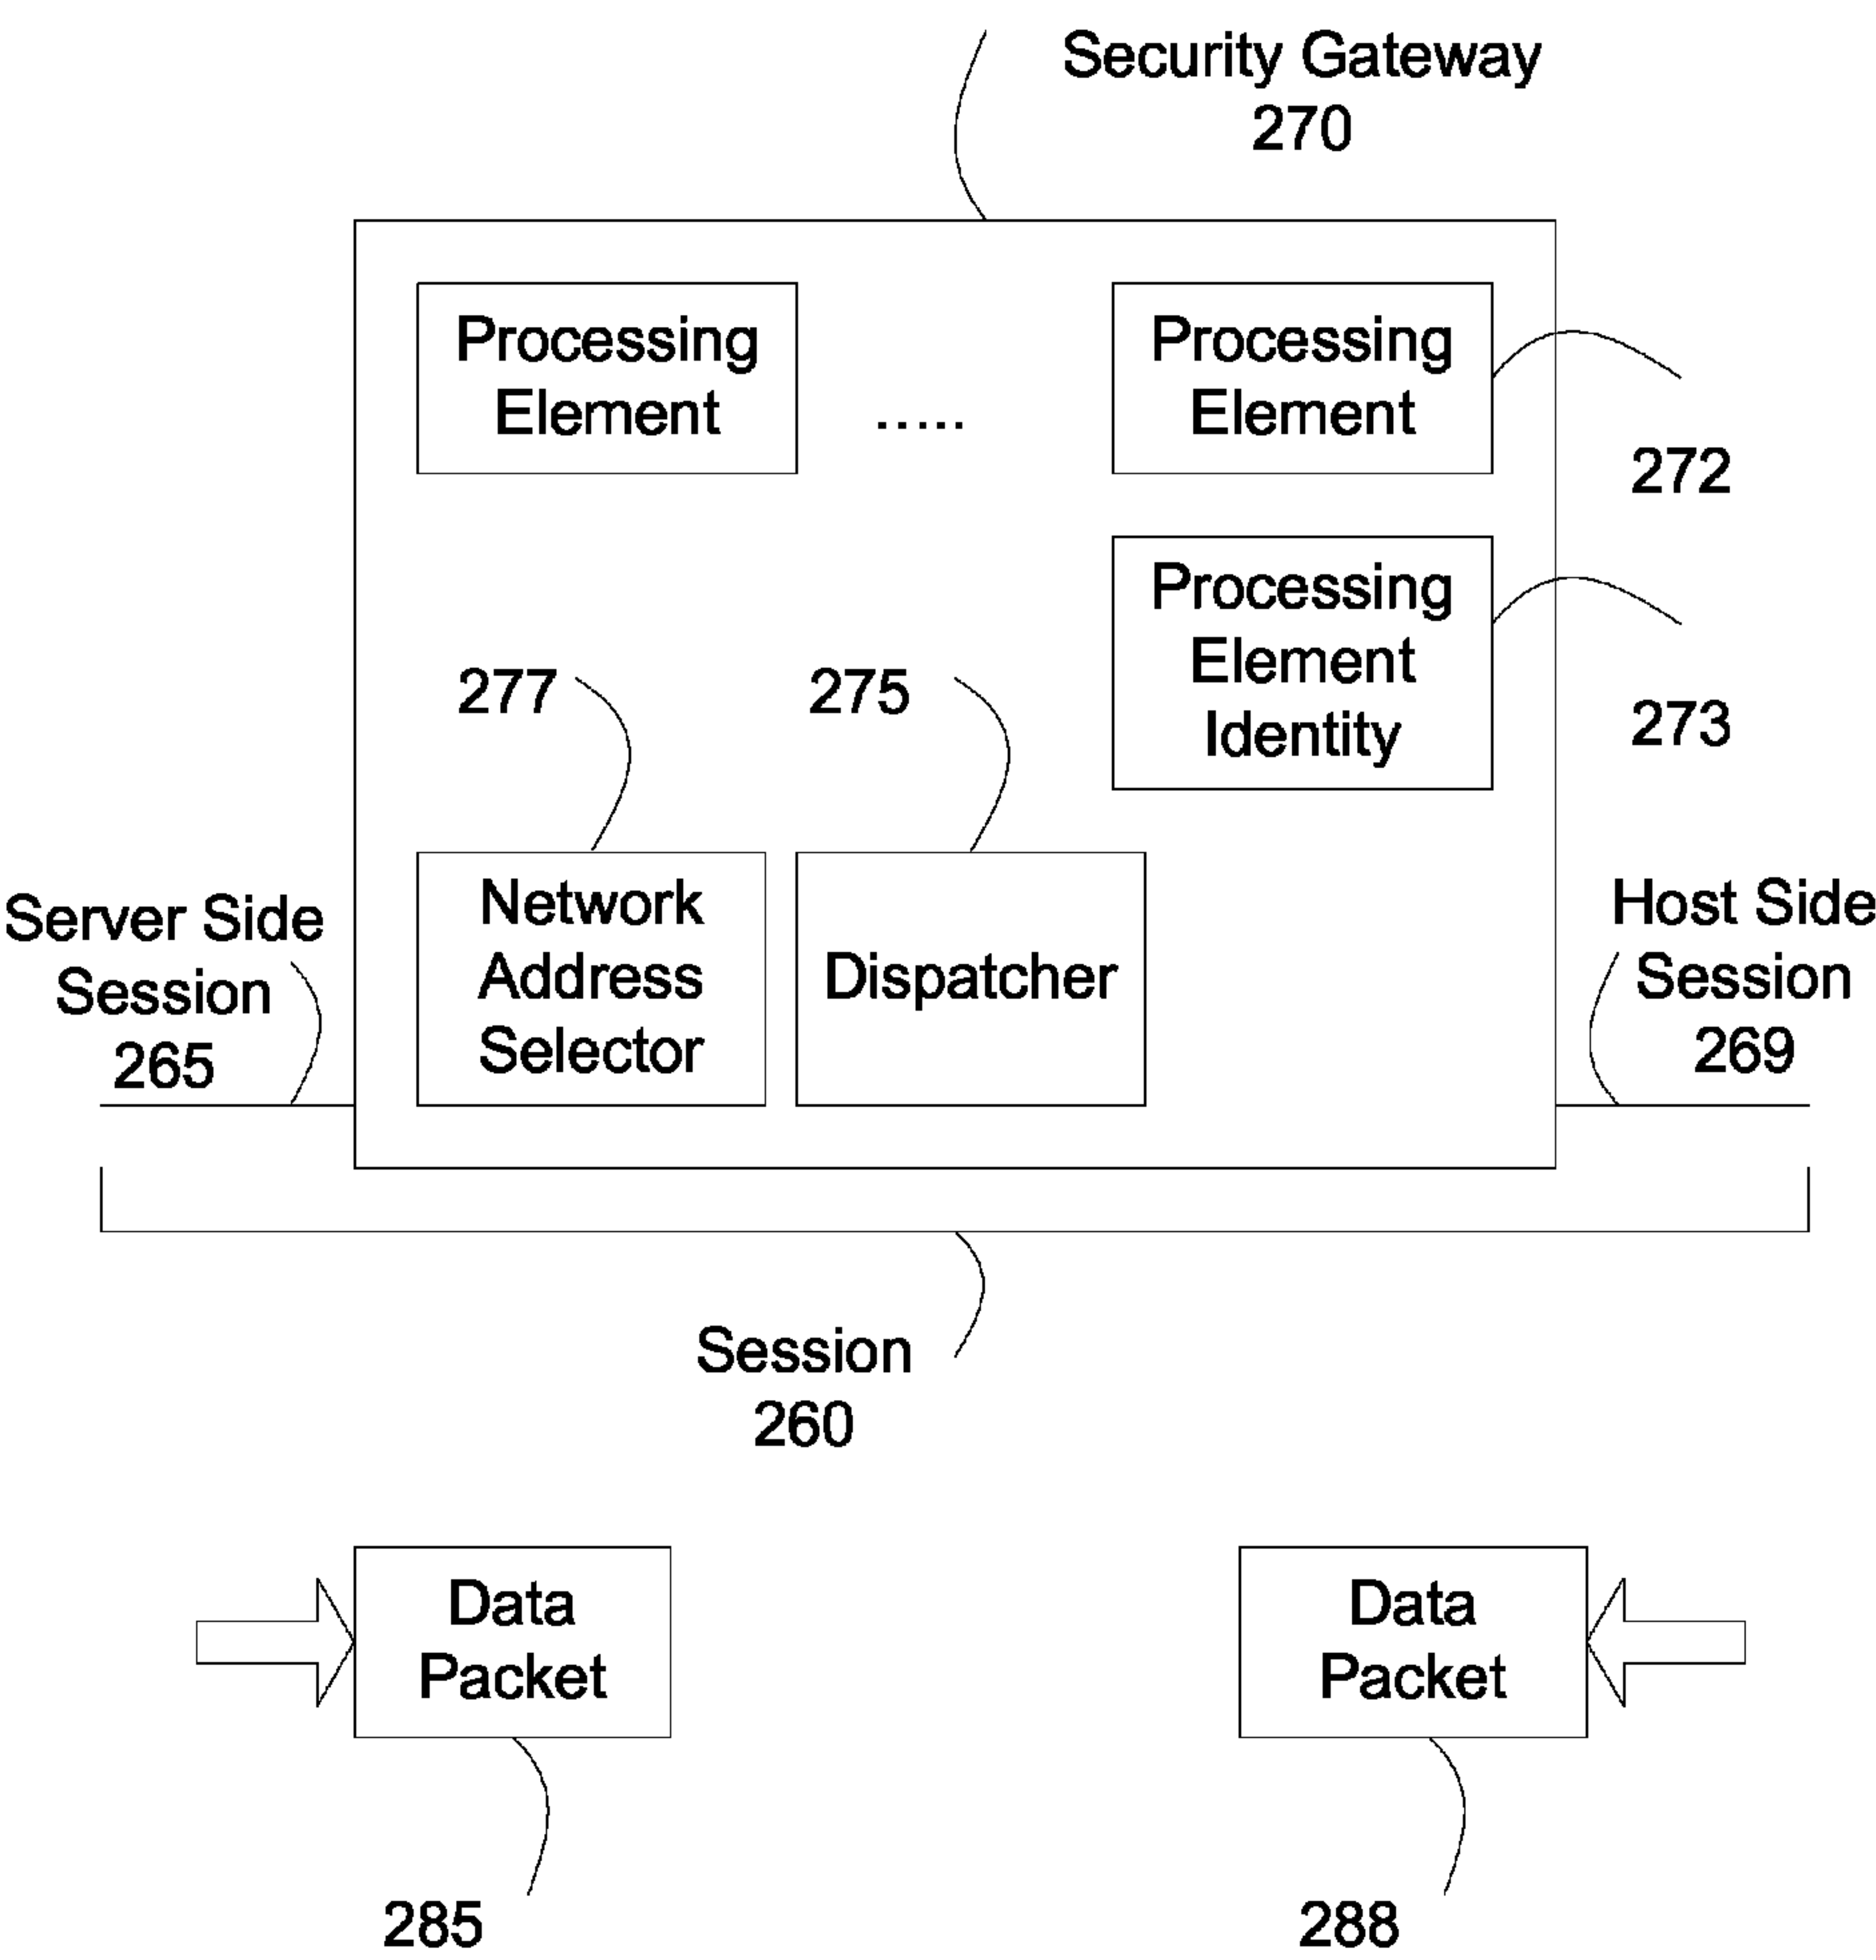 Security Gateway
270
Processing
Element
.....
Processing
Element
272
Processing
Element
Identity
273
277
275
Network
Address
Selector
Dispatcher
Server Side
Session
265
Host Side
Session
269
Session
260
Data
Packet
285
Data
Packet
288